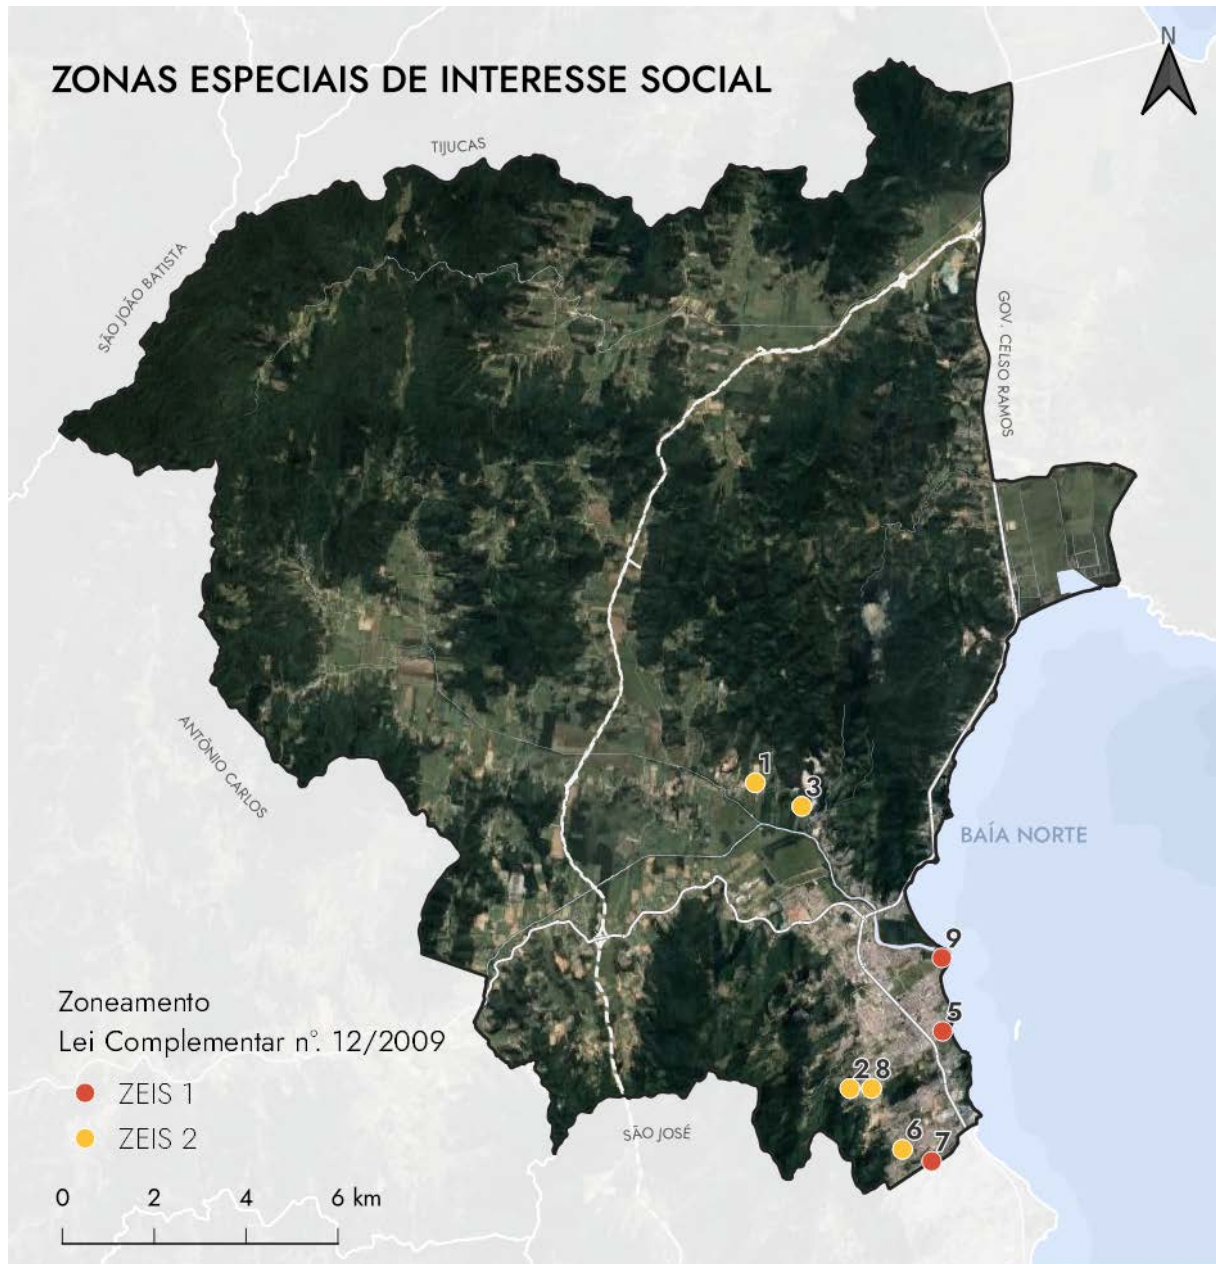 N
ZONAS ESPECIAIS DE INTERESSE SOCIAL
TIJUCAS
SÃO JOÃO BATISTA
GOV. CELSO RAMOS
ANTÔNIO CARLOS
1
3
BAÍA NORTE
9
5
2 8
6
7
SÃO JOSÉ
Zoneamento
Lei Complementar nº. 12/2009
ZEIS 1
ZEIS 2
0 2 4 6 km